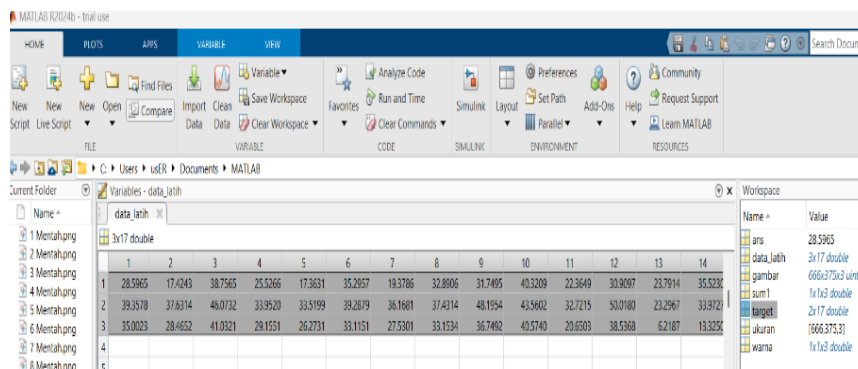 MATLAB R2024b - trial use
HOME PLOTS APPS VARIABLE VIEW Search Docum
New Script New Live Script New Open Find Files Compare Import Data Clean Data Variable Save Workspace Clear Workspace Favorites Analyze Code Run and Time Clear Commands Simulink Layout Preferences Set Path Parallel Add-Ons Help Community Request Support Learn MATLAB
FILE VARIABLE CODE SIMULINK ENVIRONMENT RESOURCES
C: Users usER Documents MATLAB
Current Folder Variables - data_latih Workspace
Name data_latih Name Value
3x17 double
1 2 3 4 5 6 7 8 9 10 11 12 13 14
1 28.5965 17.4243 38.7565 25.5266 17.3631 35.2957 19.3786 32.8906 31.7495 40.3209 22.3649 30.9097 23.7914 35.5230
2 39.3578 37.6314 46.0732 33.9520 33.5199 39.2879 36.1681 37.4314 48.1954 43.5602 32.7215 50.0180 23.2967 33.9727
3 35.0023 28.4652 41.0321 29.1551 26.2731 33.1151 27.5301 33.1534 36.7492 40.5740 20.6503 38.5368 6.2187 13.3250
4
1 Mentah.png
2 Mentah.png
3 Mentah.png
4 Mentah.png
5 Mentah.png
6 Mentah.png
7 Mentah.png
8 Mentah.png
ans 28.5965
data_latih 3x17 double
gambar 666x375x3 uint
sum1 1x1x3 double
target 2x17 double
ukuran [666,375,3]
warna 1x1x3 double